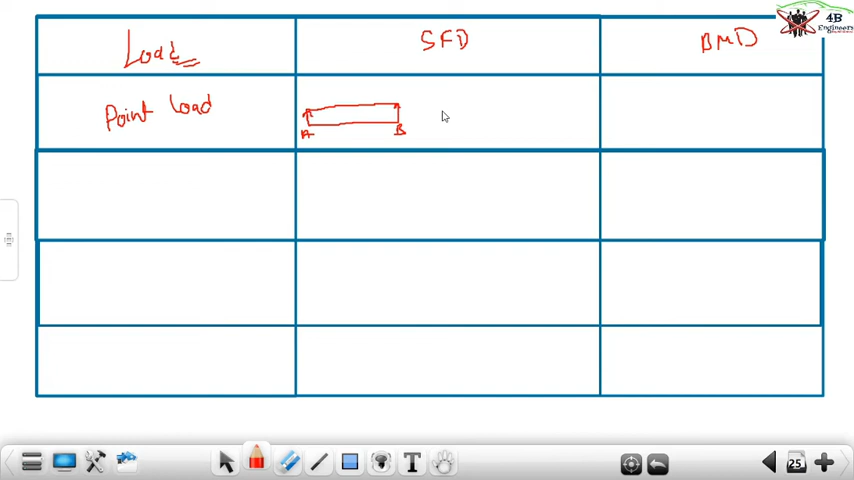 Load
SFD
BMD
Point load
A
B
4B
Engineers
25
T